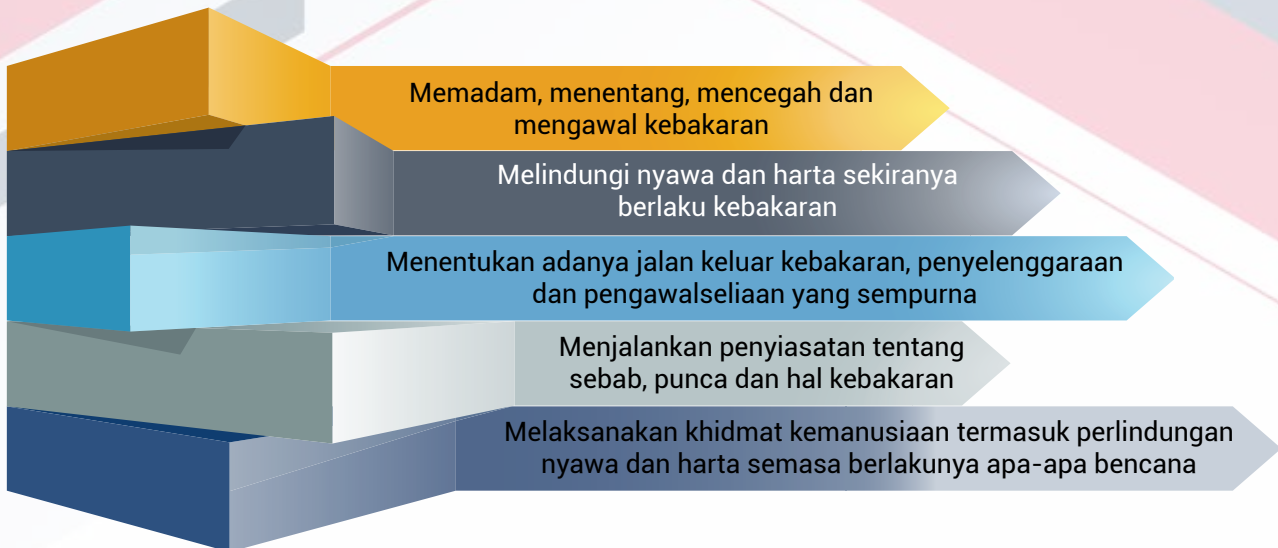 Memadam, menentang, mencegah dan
mengawal kebakaran
Melindungi nyawa dan harta sekiranya
berlaku kebakaran
Menentukan adanya jalan keluar kebakaran, penyelenggaraan
dan pengawalseliaan yang sempurna
Menjalankan penyiasatan tentang
sebab, punca dan hal kebakaran
Melaksanakan khidmat kemanusiaan termasuk perlindungan
nyawa dan harta semasa berlakunya apa-apa bencana